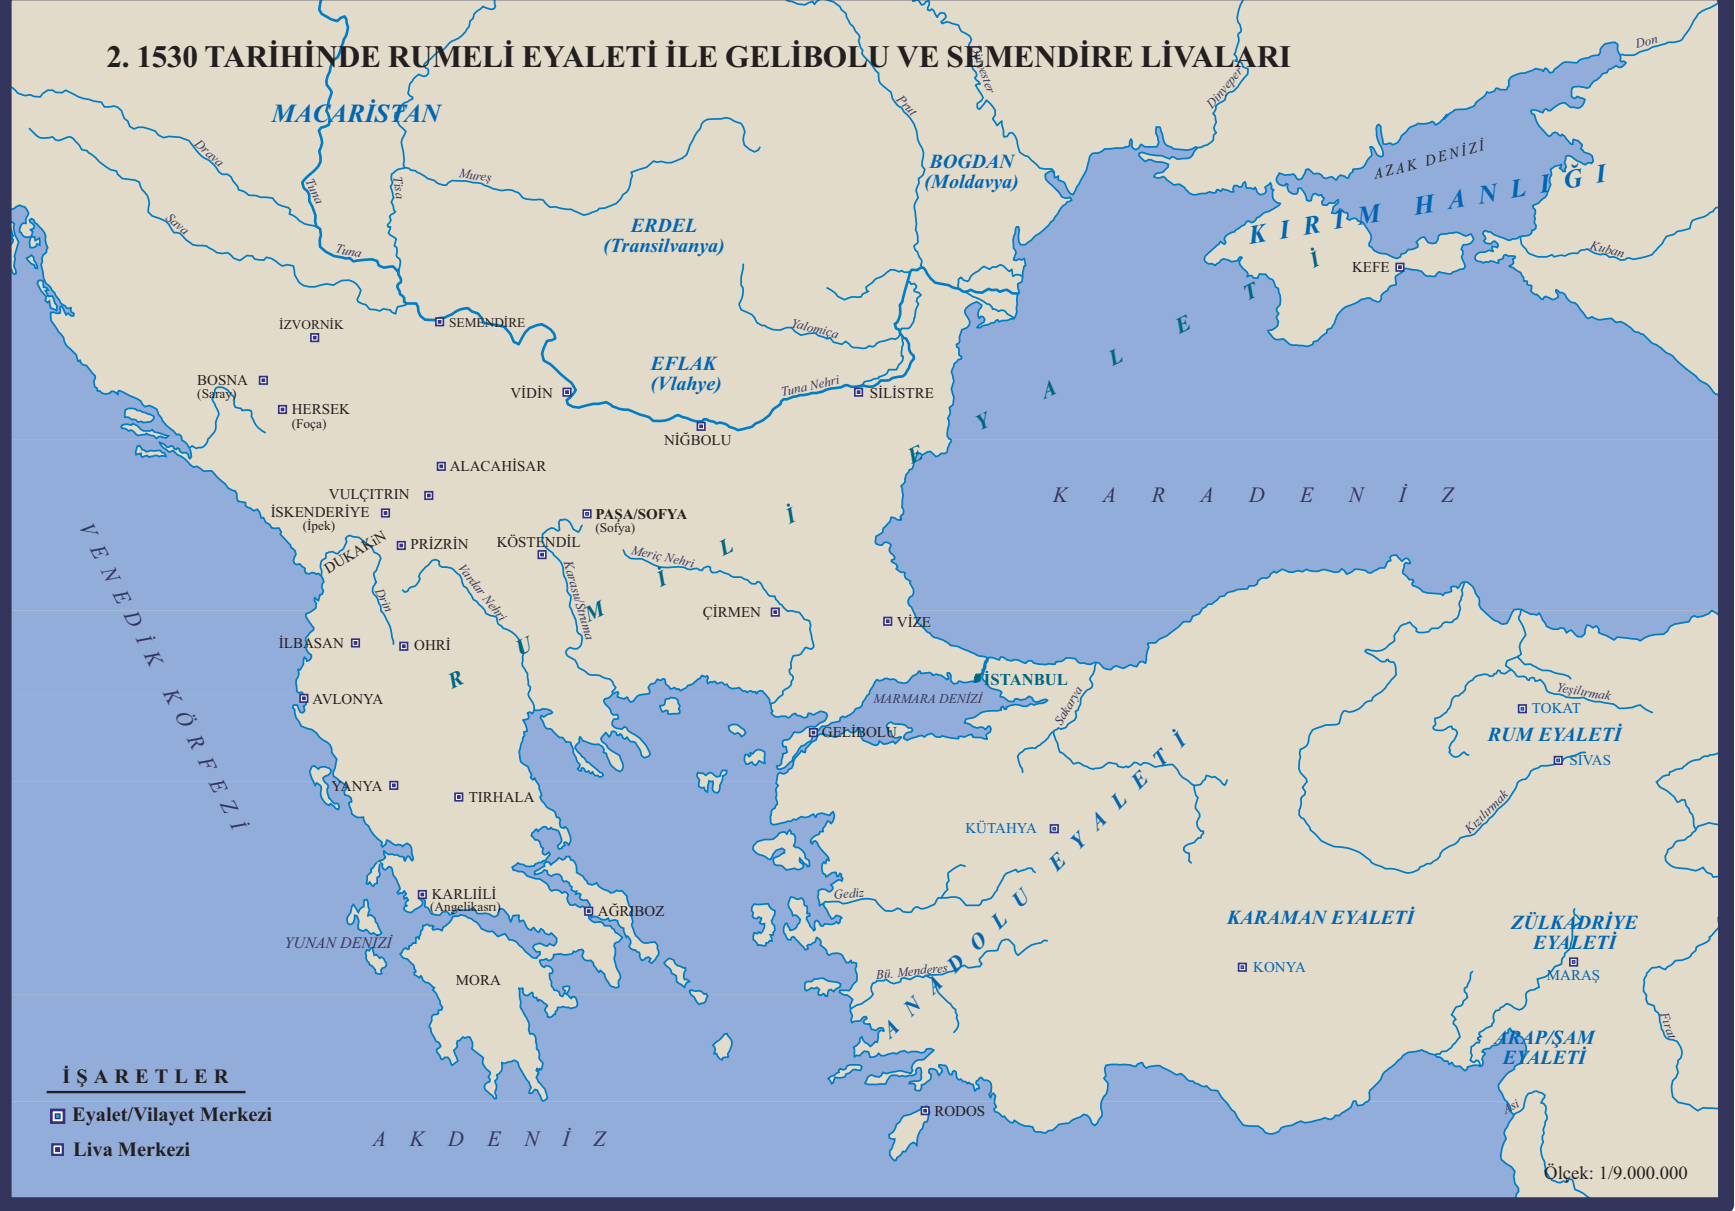 2. 1530 TARİHİNDE RUMELİ EYALETİ İLE GELİBOLU VE SEMENDİRE LİVALARI
Don
MACARİSTAN
Dinyester
Dinyeper
Prut
Drava
Tuna
Tisa
Mureş
BOGDAN
(Moldavya)
AZAK DENİZİ
KIRIM HANLIĞI
Sava
Tuna
ERDEL
(Transilvanya)
Kuban
KEFE
İZVORNİK
SEMENDİRE
Yalomiça
EFLAK
(Vlahye)
BOSNA
(Saray)
HERSEK
(Foça)
VİDİN
Tuna Nehri
SİLİSTRE
NİĞBOLU
RUMİLİ EYALETİ
ALACAHİSAR
VULÇITRIN
KARADENİZ
İSKENDERİYE
(İpek)
PAŞA/SOFYA
(Sofya)
DUKAKiN
PRİZRİN
KÖSTENDİL
Meriç Nehri
VENEDİK KÖRFEZİ
Drin
Vardar Nehri
Karasu/Struma
ÇİRMEN
VİZE
İLBASAN
OHRİ
İSTANBUL
AVLONYA
MARMARA DENİZİ
Sakarya
Yeşilırmak
TOKAT
GELİBOLU
RUM EYALETİ
SİVAS
YANYA
TIRHALA
KÜTAHYA
Kızılırmak
ANADOLU EYALETİ
KARLIİLİ
(Angelikasrı)
AĞRIBOZ
Gediz
KARAMAN EYALETİ
ZÜLKADRİYE
EYALETİ
YUNAN DENİZİ
MORA
Bü. Menderes
KONYA
MARAŞ
Fırat
ARAP/ŞAM
EYALETİ
İŞARETLER
Eyalet/Vilayet Merkezi
Liva Merkezi
RODOS
Asi
AKDENİZ
Ölçek: 1/9.000.000